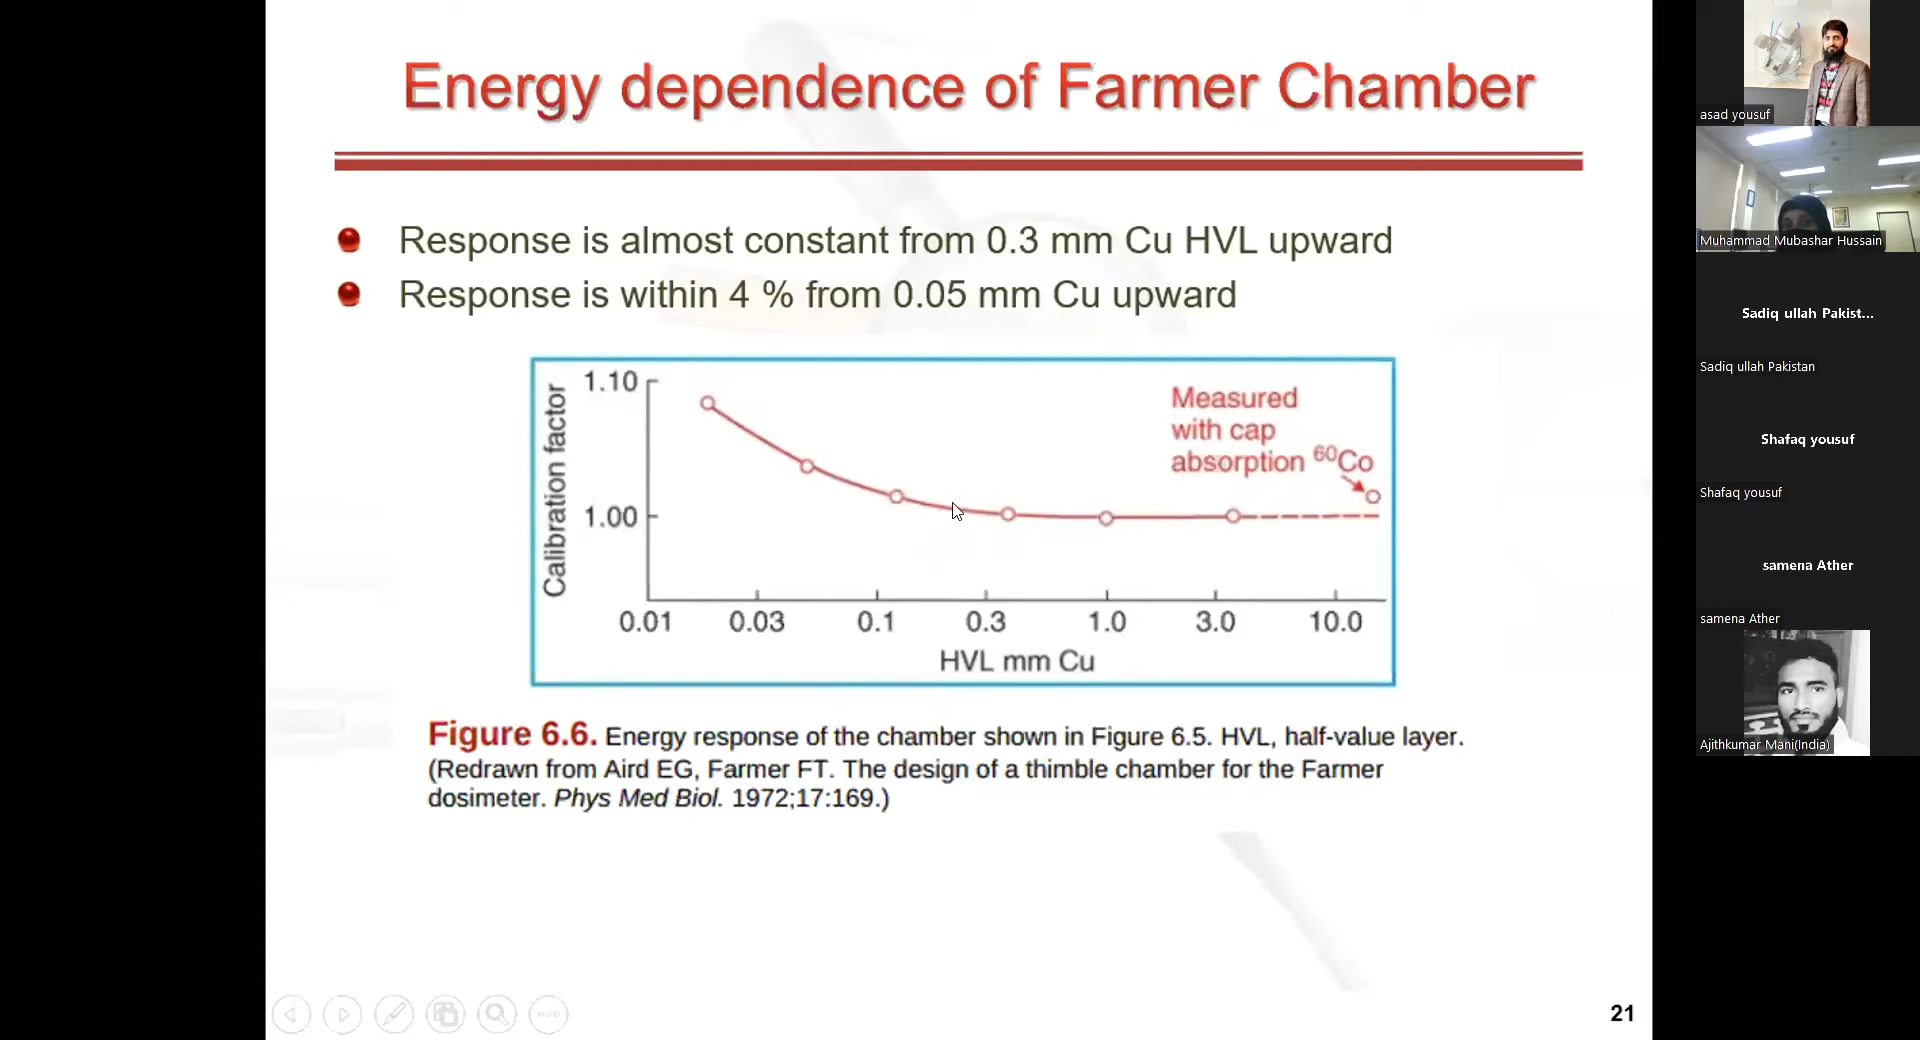 Energy dependence of Farmer Chamber
Response is almost constant from 0.3 mm Cu HVL upward
Response is within 4 % from 0.05 mm Cu upward
Calibration factor
1.10
1.00
Measured
with cap
absorption ⁶⁰Co
0.01 0.03 0.1 0.3 1.0 3.0 10.0
HVL mm Cu
Figure 6.6. Energy response of the chamber shown in Figure 6.5. HVL, half-value layer.
(Redrawn from Aird EG, Farmer FT. The design of a thimble chamber for the Farmer
dosimeter. Phys Med Biol. 1972;17:169.)
21
asad yousuf
Muhammad Mubashar Hussain
Sadiq ullah Pakist...
Sadiq ullah Pakistan
Shafaq yousuf
Shafaq yousuf
samena Ather
samena Ather
Ajithkumar Mani(India)